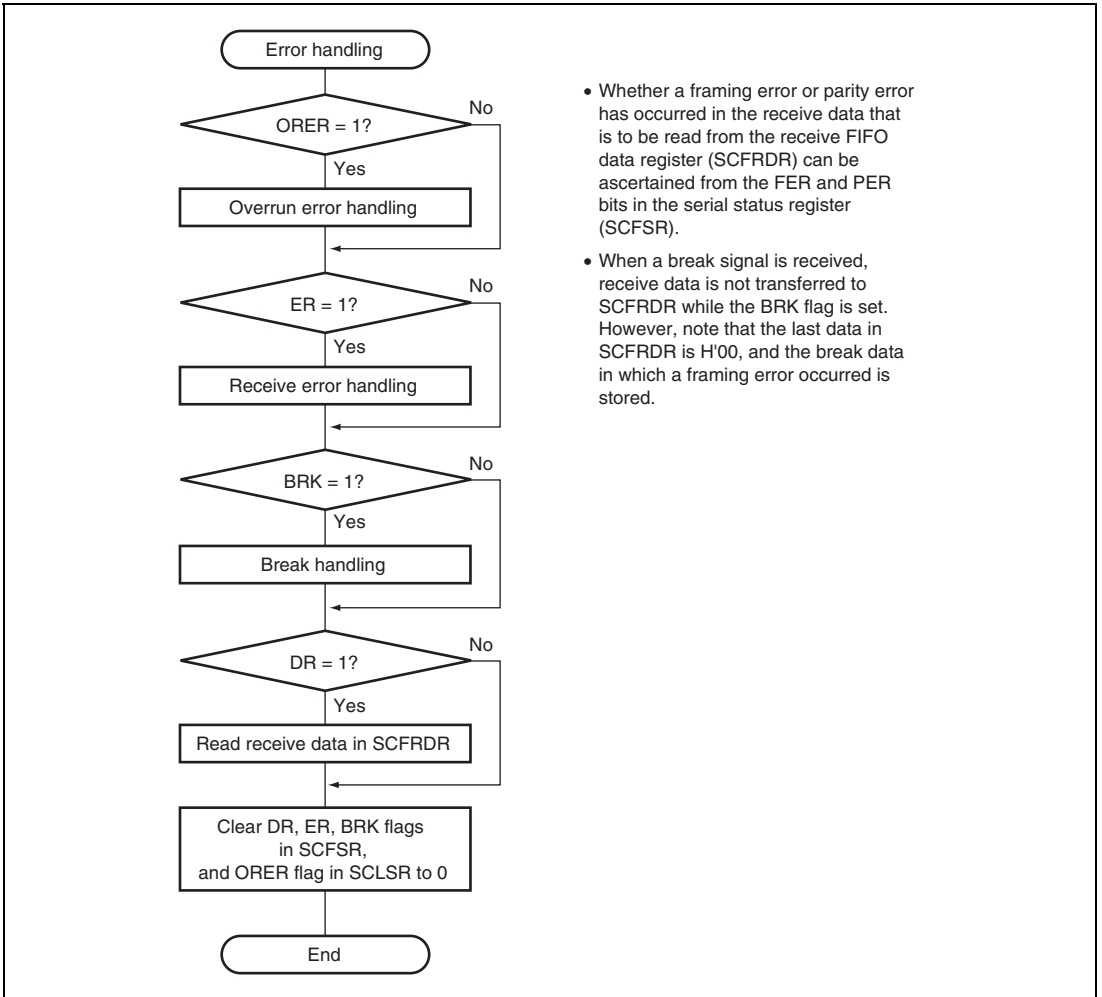 Error handling
ORER = 1?
No
Yes
Overrun error handling
ER = 1?
No
Yes
Receive error handling
BRK = 1?
No
Yes
Break handling
DR = 1?
No
Yes
Read receive data in SCFRDR
Clear DR, ER, BRK flags
in SCFSR,
and ORER flag in SCLSR to 0
End
• Whether a framing error or parity error
has occurred in the receive data that
is to be read from the receive FIFO
data register (SCFRDR) can be
ascertained from the FER and PER
bits in the serial status register
(SCFSR).
• When a break signal is received,
receive data is not transferred to
SCFRDR while the BRK flag is set.
However, note that the last data in
SCFRDR is H'00, and the break data
in which a framing error occurred is
stored.